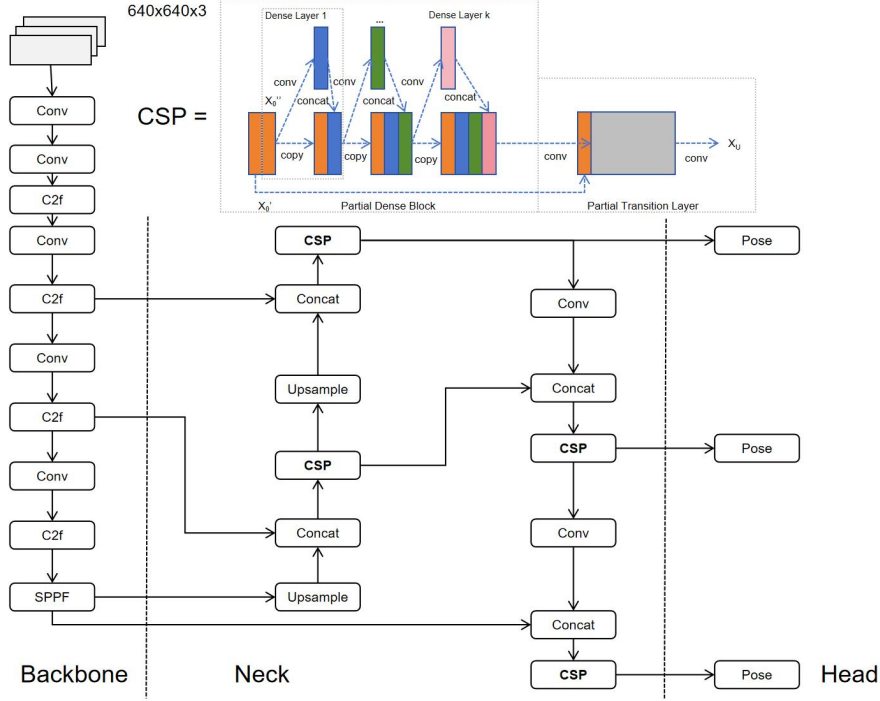 640x640x3
Dense Layer 1
...
Dense Layer k
conv
conv
conv
X₀''
concat
concat
concat
CSP =
copy
copy
copy
conv
conv
X_U
X₀'
Partial Dense Block
Partial Transition Layer
Conv
Conv
C2f
Conv
C2f
Conv
C2f
Conv
C2f
SPPF
CSP
Concat
Upsample
CSP
Concat
Upsample
Conv
Concat
CSP
Conv
Concat
CSP
Pose
Pose
Pose
Backbone
Neck
Head